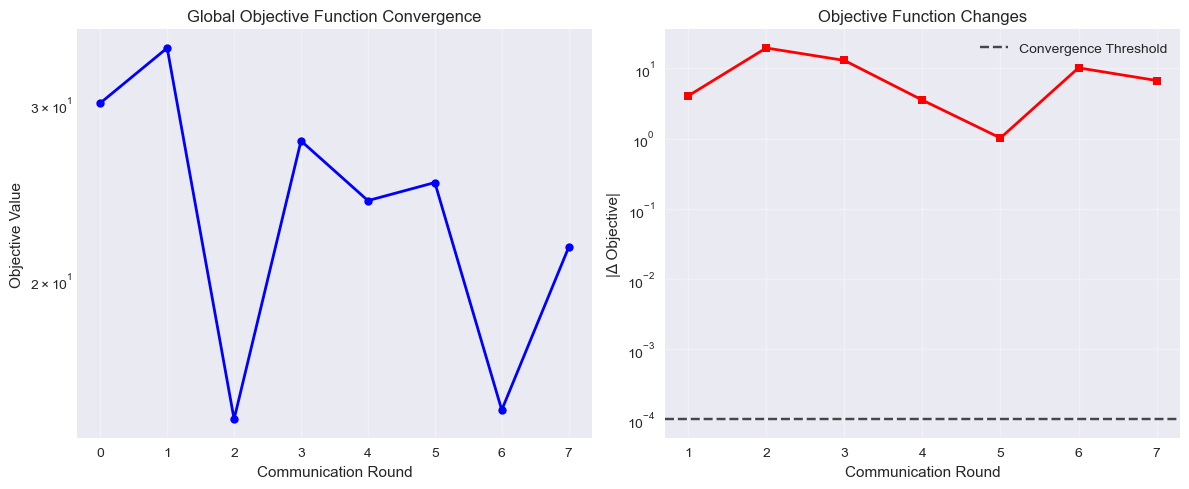 Global Objective Function Convergence
Objective Value
3 × 10¹
2 × 10¹
0 1 2 3 4 5 6 7
Communication Round
Objective Function Changes
Convergence Threshold
|Δ Objective|
10¹
10⁰
10⁻¹
10⁻²
10⁻³
10⁻⁴
1 2 3 4 5 6 7
Communication Round